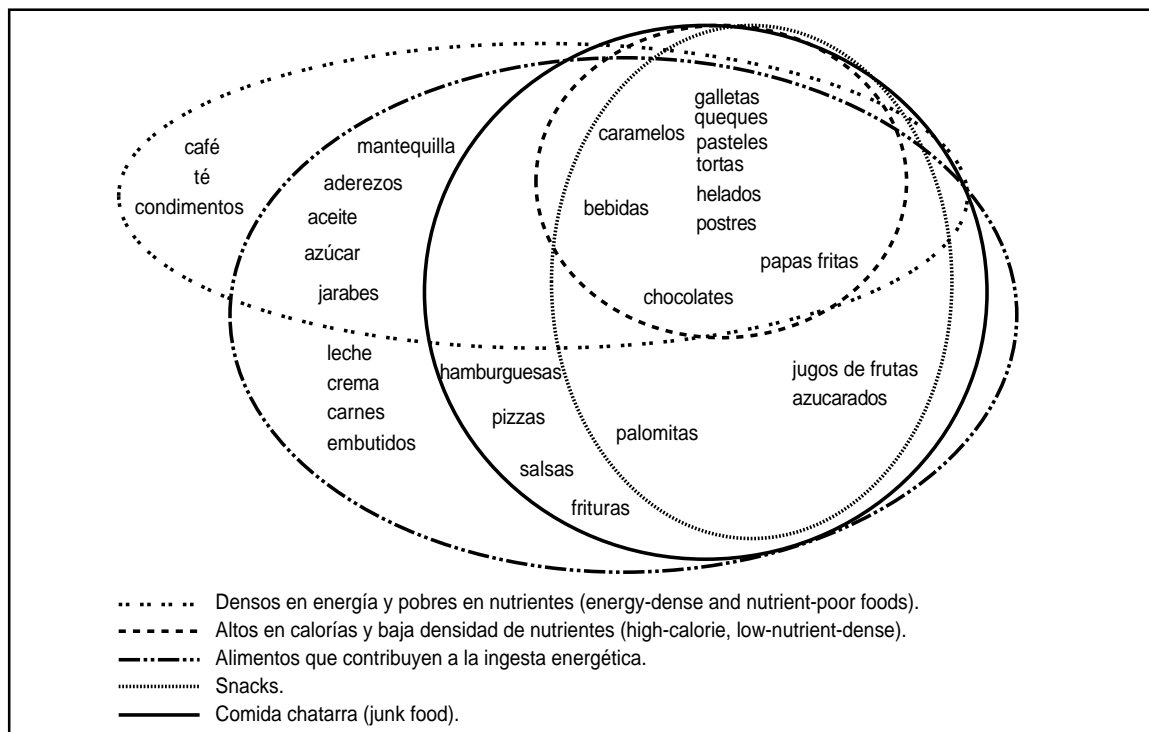 café
té
condimentos
mantequilla
aderezos
aceite
azúcar
jarabes
leche
crema
carnes
embutidos
hamburguesas
pizzas
salsas
frituras
caramelos
bebidas
galletas
queques
pasteles
tortas
helados
postres
papas fritas
chocolates
palomitas
jugos de frutas
azucarados
Densos en energía y pobres en nutrientes (energy-dense and nutrient-poor foods).
Altos en calorías y baja densidad de nutrientes (high-calorie, low-nutrient-dense).
Alimentos que contribuyen a la ingesta energética.
Snacks.
Comida chatarra (junk food).